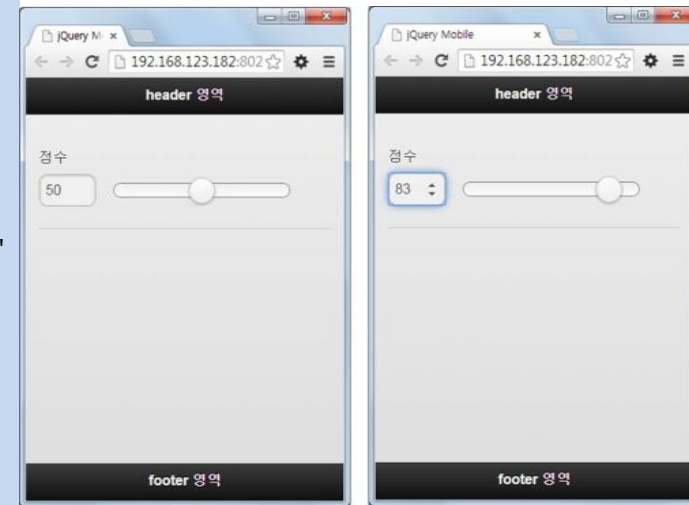 jQuery M
192.168.123.182:802
header 영역
점수
50
footer 영역
jQuery Mobile
192.168.123.182:802
header 영역
점수
83
footer 영역
"